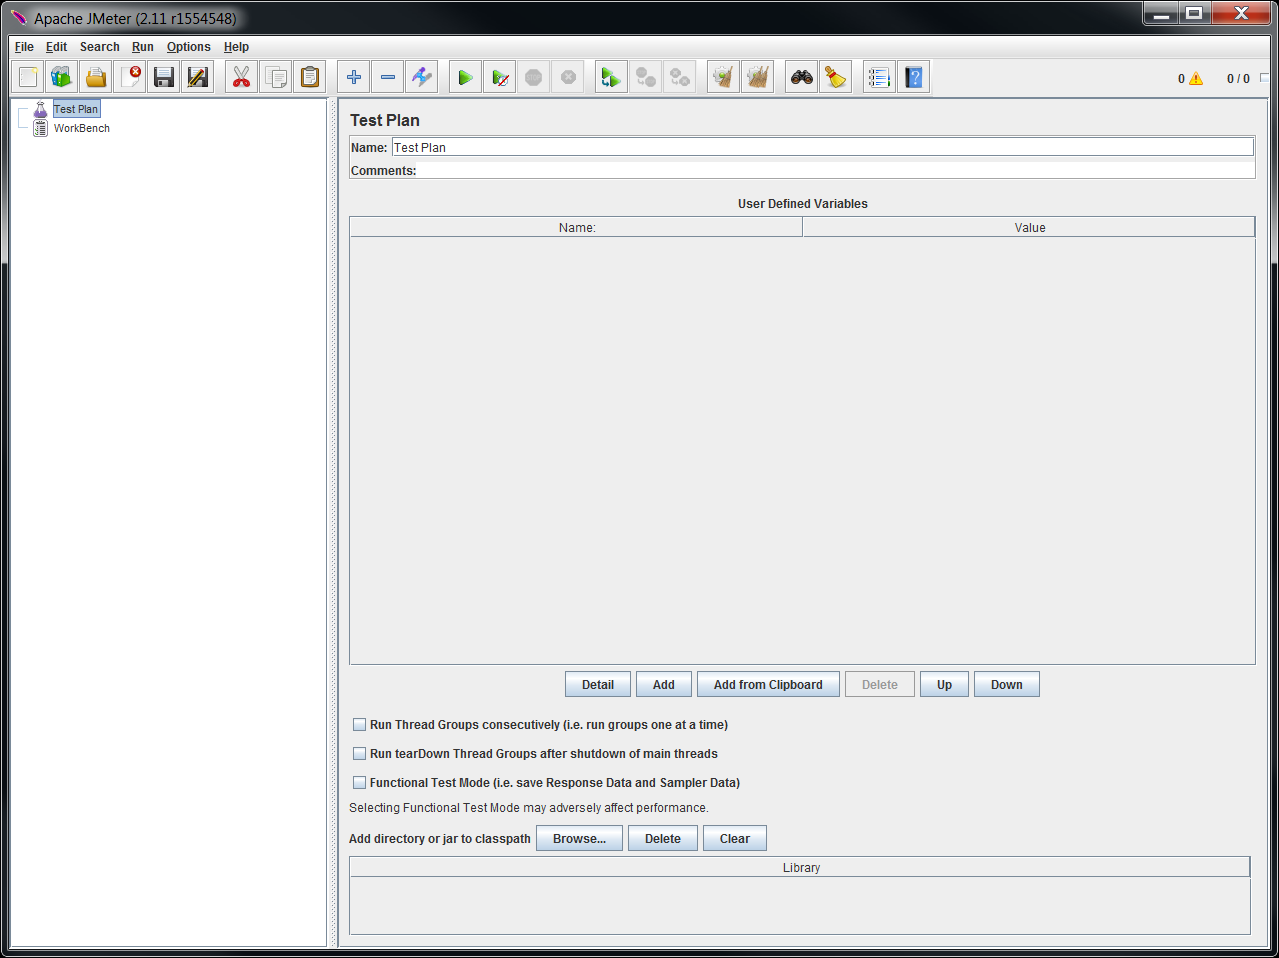 Apache JMeter (2.11 r1554548)
File Edit Search Run Options Help
0 0 / 0
Test Plan
WorkBench
Test Plan
Name: Test Plan
Comments:
User Defined Variables
Name: Value
Detail Add Add from Clipboard Delete Up Down
Run Thread Groups consecutively (i.e. run groups one at a time)
Run tearDown Thread Groups after shutdown of main threads
Functional Test Mode (i.e. save Response Data and Sampler Data)
Selecting Functional Test Mode may adversely affect performance.
Add directory or jar to classpath Browse... Delete Clear
Library